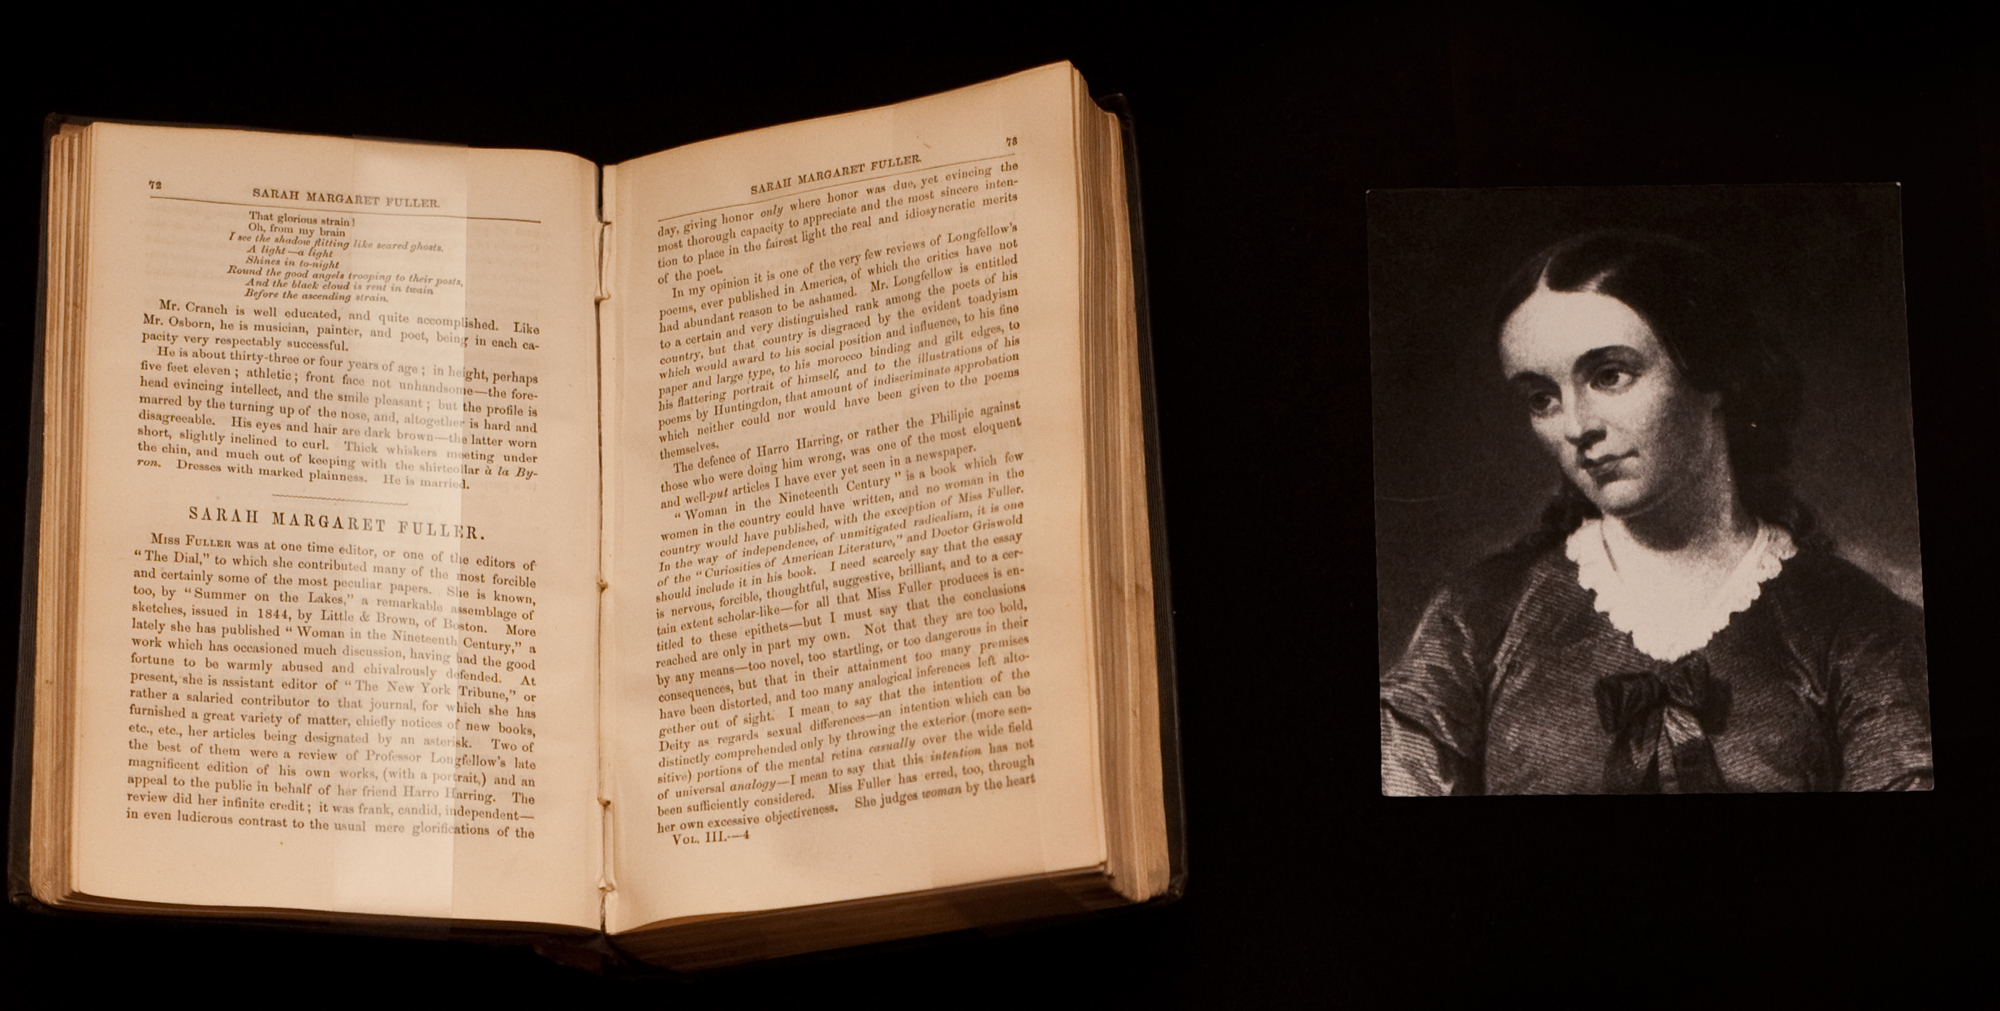 72
SARAH MARGARET FULLER.
That glorious strain!
Oh, from my brain
I see the shadow flitting like scared ghosts.
A light—a light
Shines in to-night
Round the good angels trooping to their posts,
And the black cloud is rent in twain
Before the ascending strain.
Mr. Cranch is well educated, and quite accomplished. Like
Mr. Osborn, he is musician, painter, and poet, being in each ca-
pacity very respectably successful.
He is about thirty-three or four years of age; in height, perhaps
five feet eleven; athletic; front face not unhandsome—the fore-
head evincing intellect, and the smile pleasant; but the profile is
marred by the turning up of the nose, and, altogether is hard and
disagreeable. His eyes and hair are dark brown—the latter worn
short, slightly inclined to curl. Thick whiskers meeting under
the chin, and much out of keeping with the shirtcollar à la By-
ron. Dresses with marked plainness. He is married.
SARAH MARGARET FULLER.
Miss Fuller was at one time editor, or one of the editors of
"The Dial," to which she contributed many of the most forcible
and certainly some of the most peculiar papers. She is known,
too, by "Summer on the Lakes," a remarkable assemblage of
sketches, issued in 1844, by Little & Brown, of Boston. More
lately she has published "Woman in the Nineteenth Century," a
work which has occasioned much discussion, having had the good
fortune to be warmly abused and chivalrously defended. At
present, she is assistant editor of "The New York Tribune," or
rather a salaried contributor to that journal, for which she has
furnished a great variety of matter, chiefly notices of new books,
etc., etc., her articles being designated by an asterisk. Two of
the best of them were a review of Professor Longfellow's late
magnificent edition of his own works, (with a portrait,) and an
appeal to the public in behalf of her friend Harro Harring. The
review did her infinite credit; it was frank, candid, independent—
in even ludicrous contrast to the usual mere glorifications of the
SARAH MARGARET FULLER.
73
day, giving honor only where honor was due, yet evincing the
most thorough capacity to appreciate and the most sincere inten-
tion to place in the fairest light the real and idiosyncratic merits
of the poet.
In my opinion it is one of the very few reviews of Longfellow's
poems, ever published in America, of which the critics have not
had abundant reason to be ashamed. Mr. Longfellow is entitled
to a certain and very distinguished rank among the poets of his
country, but that country is disgraced by the evident toadyism
which would award to his social position and influence, to his fine
paper and large type, to his morocco binding and gilt edges, to
his flattering portrait of himself, and to the illustrations of his
poems by Huntingdon, that amount of indiscriminate approbation
which neither could nor would have been given to the poems
themselves.
The defence of Harro Harring, or rather the Philipic against
those who were doing him wrong, was one of the most eloquent
and well-put articles I have ever yet seen in a newspaper.
"Woman in the Nineteenth Century" is a book which few
women in the country could have written, and no woman in the
country would have published, with the exception of Miss Fuller.
In the way of independence, of unmitigated radicalism, it is one
of the "Curiosities of American Literature," and Doctor Griswold
should include it in his book. I need scarcely say that the essay
is nervous, forcible, thoughtful, suggestive, brilliant, and to a cer-
tain extent scholar-like—for all that Miss Fuller produces is en-
titled to these epithets—but I must say that the conclusions
reached are only in part my own. Not that they are too bold,
by any means—too novel, too startling, or too dangerous in their
consequences, but that in their attainment too many premises
have been distorted, and too many analogical inferences left alto-
gether out of sight. I mean to say that the intention of the
Deity as regards sexual differences—an intention which can be
distinctly comprehended only by throwing the exterior (more sen-
sitive) portions of the mental retina casually over the wide field
of universal analogy—I mean to say that this intention has not
been sufficiently considered. Miss Fuller has erred, too, through
her own excessive objectiveness. She judges woman by the heart
Vol. III.—4